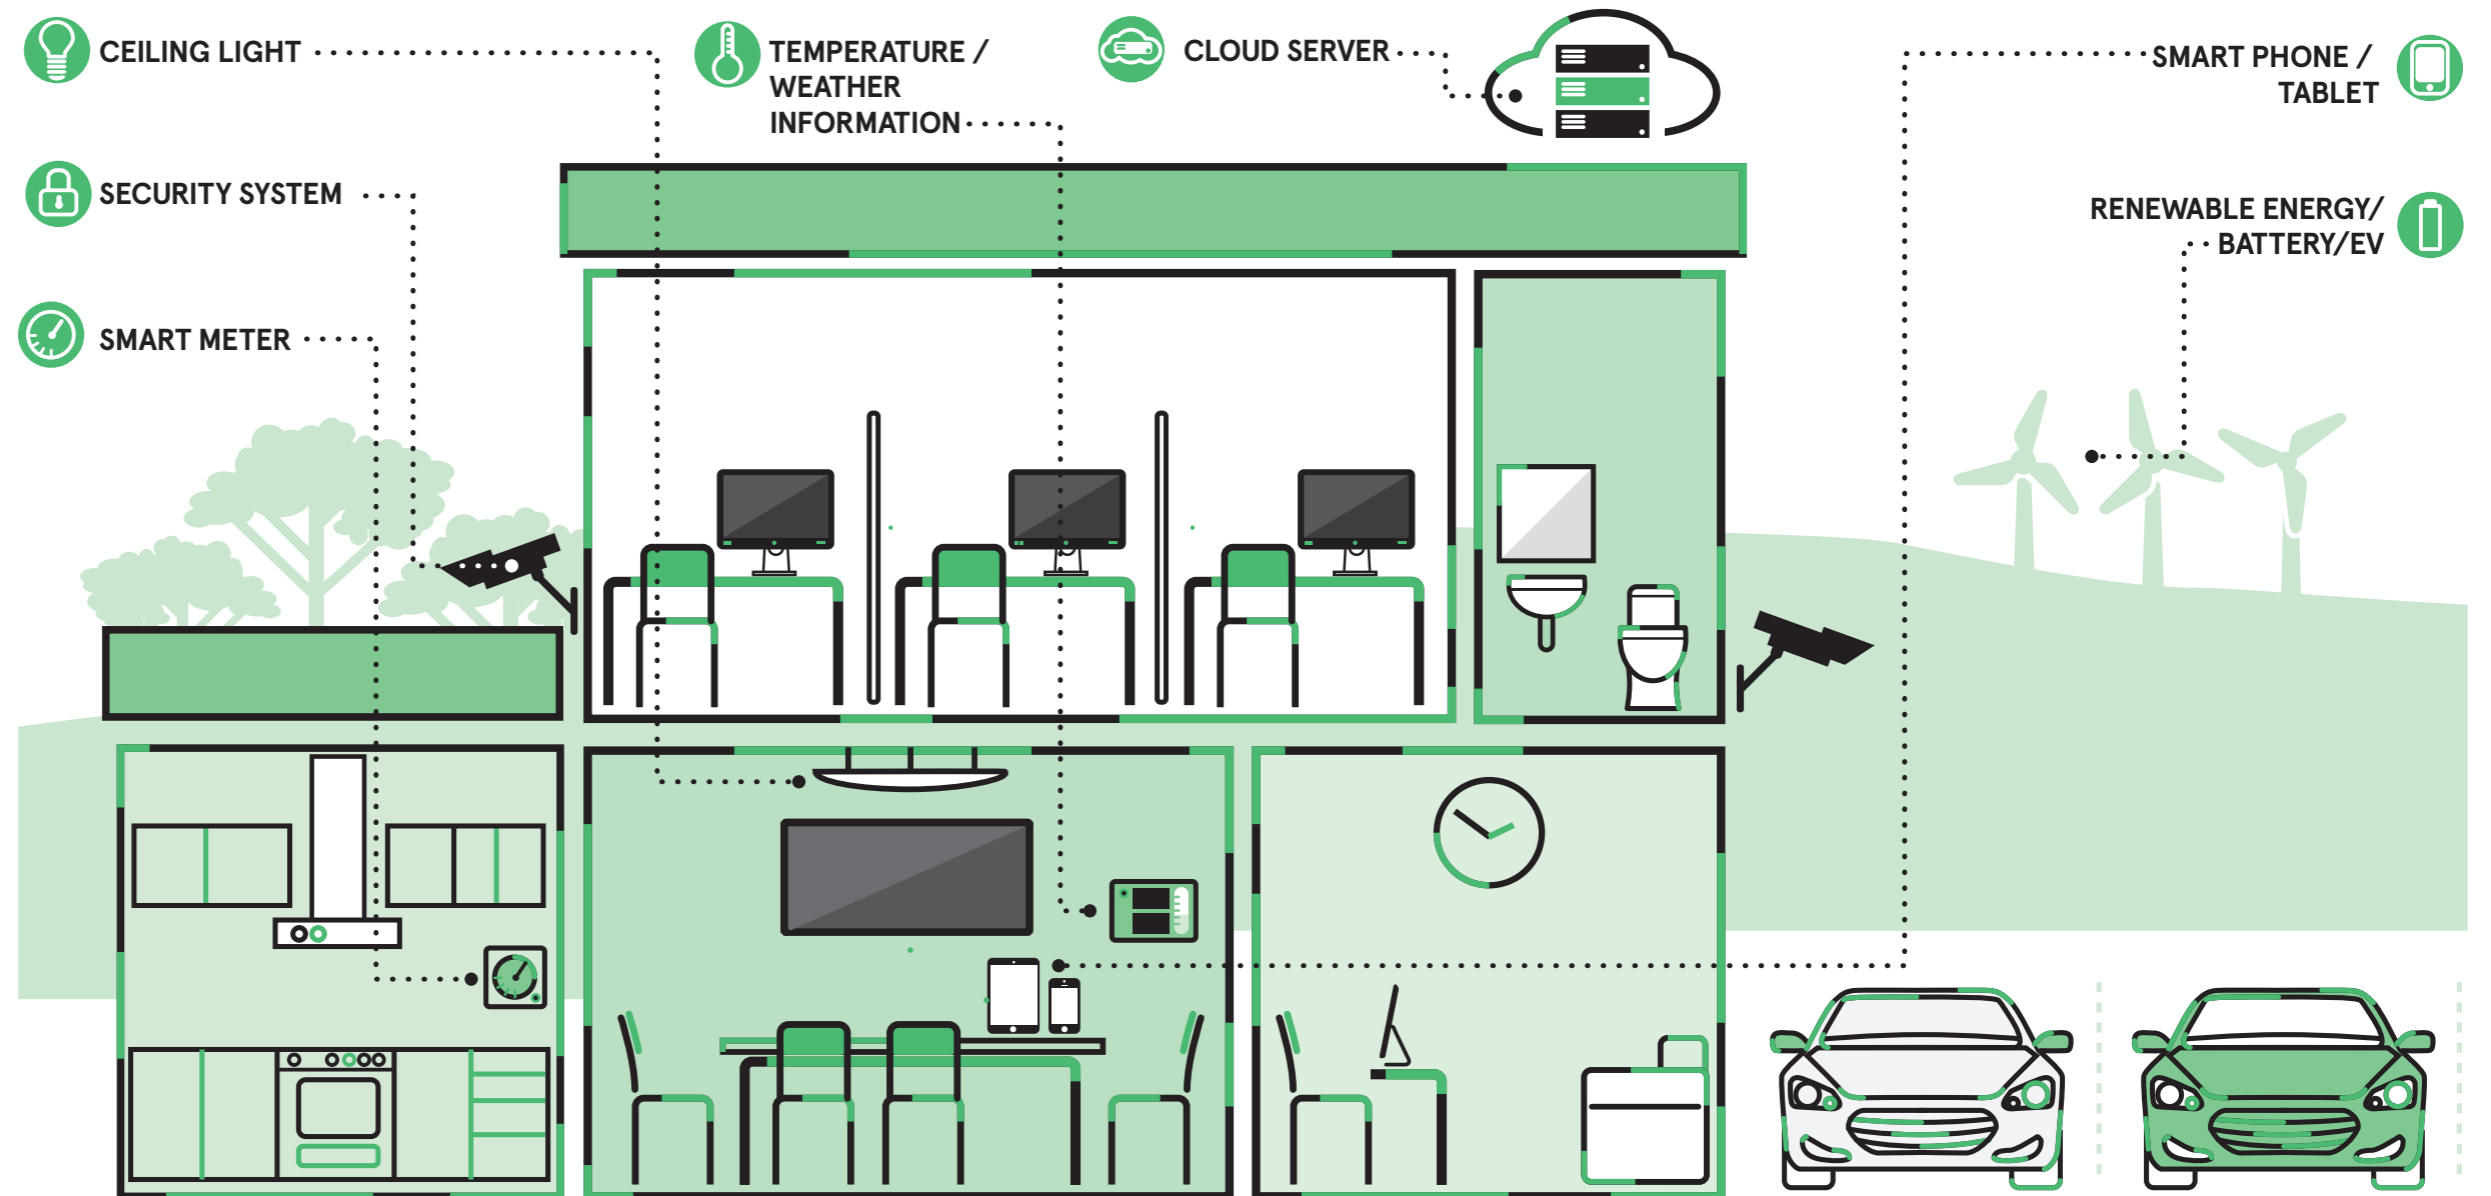 CEILING LIGHT
TEMPERATURE /
WEATHER
INFORMATION
CLOUD SERVER
SMART PHONE /
TABLET
SECURITY SYSTEM
RENEWABLE ENERGY/
BATTERY/EV
SMART METER